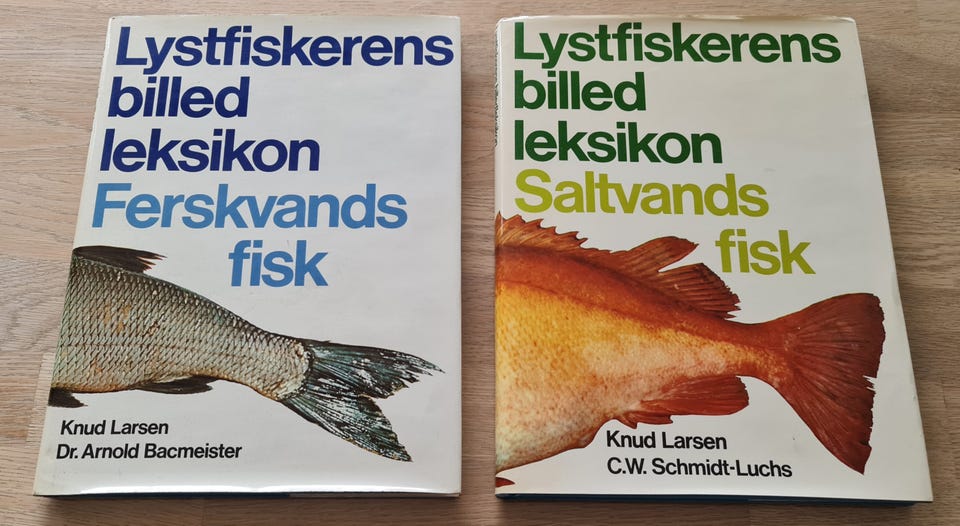 Lystfiskerens
billed
leksikon
Ferskvands
fisk
Knud Larsen
Dr. Arnold Bacmeister
Lystfiskerens
billed
leksikon
Saltvands
fisk
Knud Larsen
C.W. Schmidt-Luchs